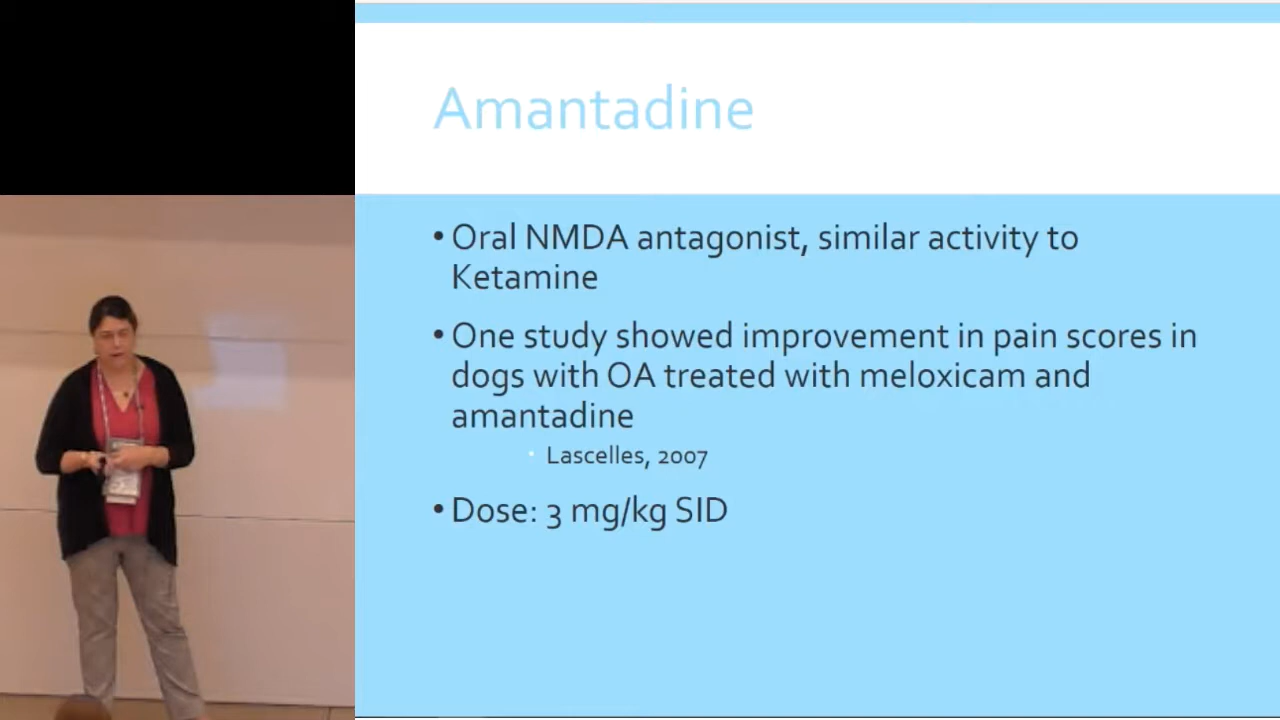 Amantadine
• Oral NMDA antagonist, similar activity to
Ketamine
• One study showed improvement in pain scores in
dogs with OA treated with meloxicam and
amantadine
• Lascelles, 2007
• Dose: 3 mg/kg SID